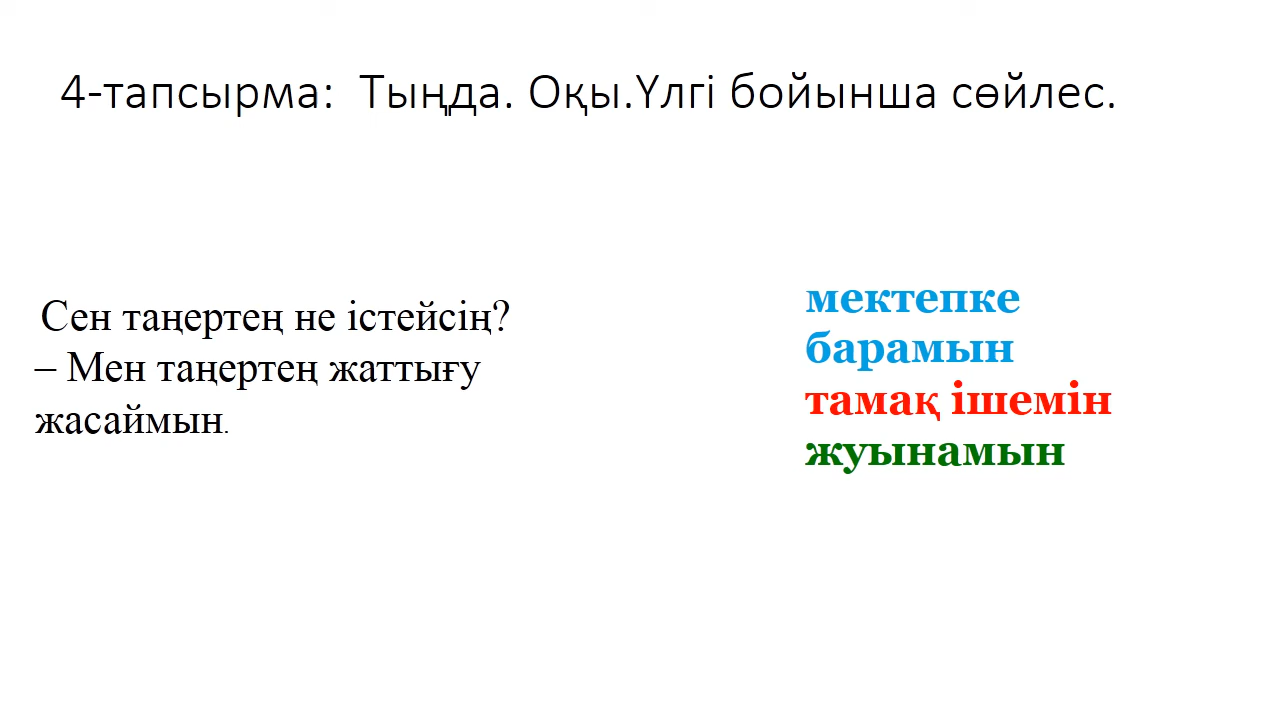 4-тапсырма: Тыңда. Оқы.Үлгі бойынша сөйлес.
Сен таңертең не істейсің?
– Мен таңертең жаттығу
жасаймын.
мектепке
барамын
тамақ ішемін
жуынамын